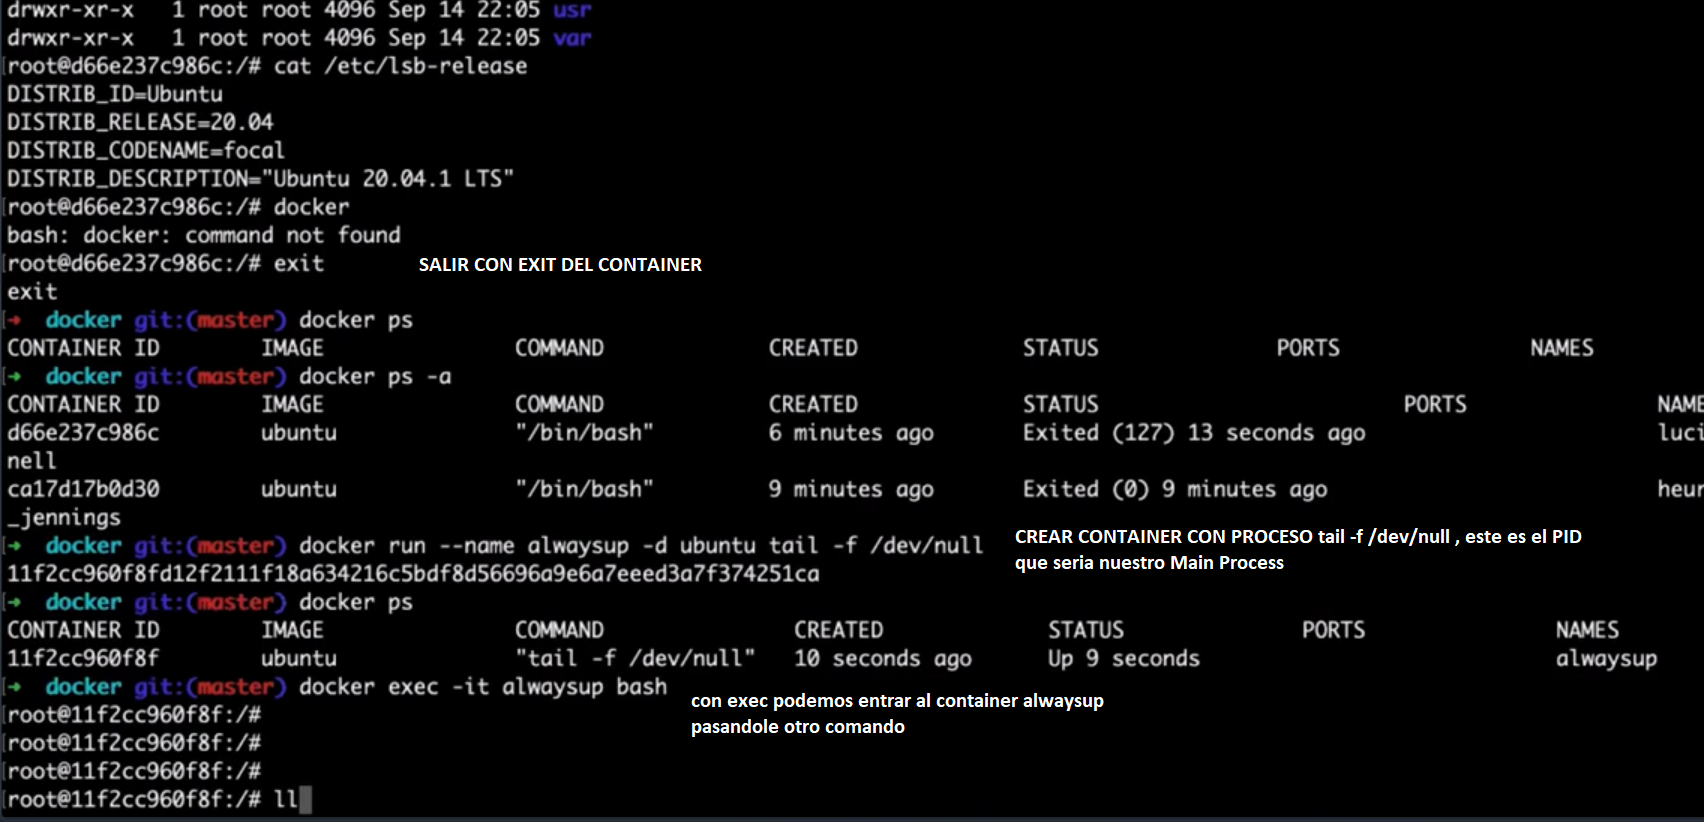 drwxr-xr-x   1 root root 4096 Sep 14 22:05 usr
drwxr-xr-x   1 root root 4096 Sep 14 22:05 var
[root@d66e237c986c:/# cat /etc/lsb-release
DISTRIB_ID=Ubuntu
DISTRIB_RELEASE=20.04
DISTRIB_CODENAME=focal
DISTRIB_DESCRIPTION="Ubuntu 20.04.1 LTS"
[root@d66e237c986c:/# docker
bash: docker: command not found
[root@d66e237c986c:/# exit    SALIR CON EXIT DEL CONTAINER
exit
[➜  docker git:(master) docker ps
CONTAINER ID        IMAGE               COMMAND             CREATED             STATUS              PORTS               NAMES
[➜  docker git:(master) docker ps -a
CONTAINER ID        IMAGE               COMMAND             CREATED             STATUS                        PORTS               NAME
d66e237c986c        ubuntu              "/bin/bash"         6 minutes ago       Exited (127) 13 seconds ago                       luci
nell
ca17d17b0d30        ubuntu              "/bin/bash"         9 minutes ago       Exited (0) 9 minutes ago                          heur
_jennings
[➜  docker git:(master) docker run --name alwaysup -d ubuntu tail -f /dev/null    CREAR CONTAINER CON PROCESO tail -f /dev/null , este es el PID
que seria nuestro Main Process
11f2cc960f8fd12f2111f18a634216c5bdf8d56696a9e6a7eeed3a7f374251ca
[➜  docker git:(master) docker ps
CONTAINER ID        IMAGE               COMMAND               CREATED             STATUS              PORTS               NAMES
11f2cc960f8f        ubuntu              "tail -f /dev/null"   10 seconds ago      Up 9 seconds                            alwaysup
[➜  docker git:(master) docker exec -it alwaysup bash    con exec podemos entrar al container alwaysup
pasandole otro comando
[root@11f2cc960f8f:/#
[root@11f2cc960f8f:/#
[root@11f2cc960f8f:/#
[root@11f2cc960f8f:/# ll